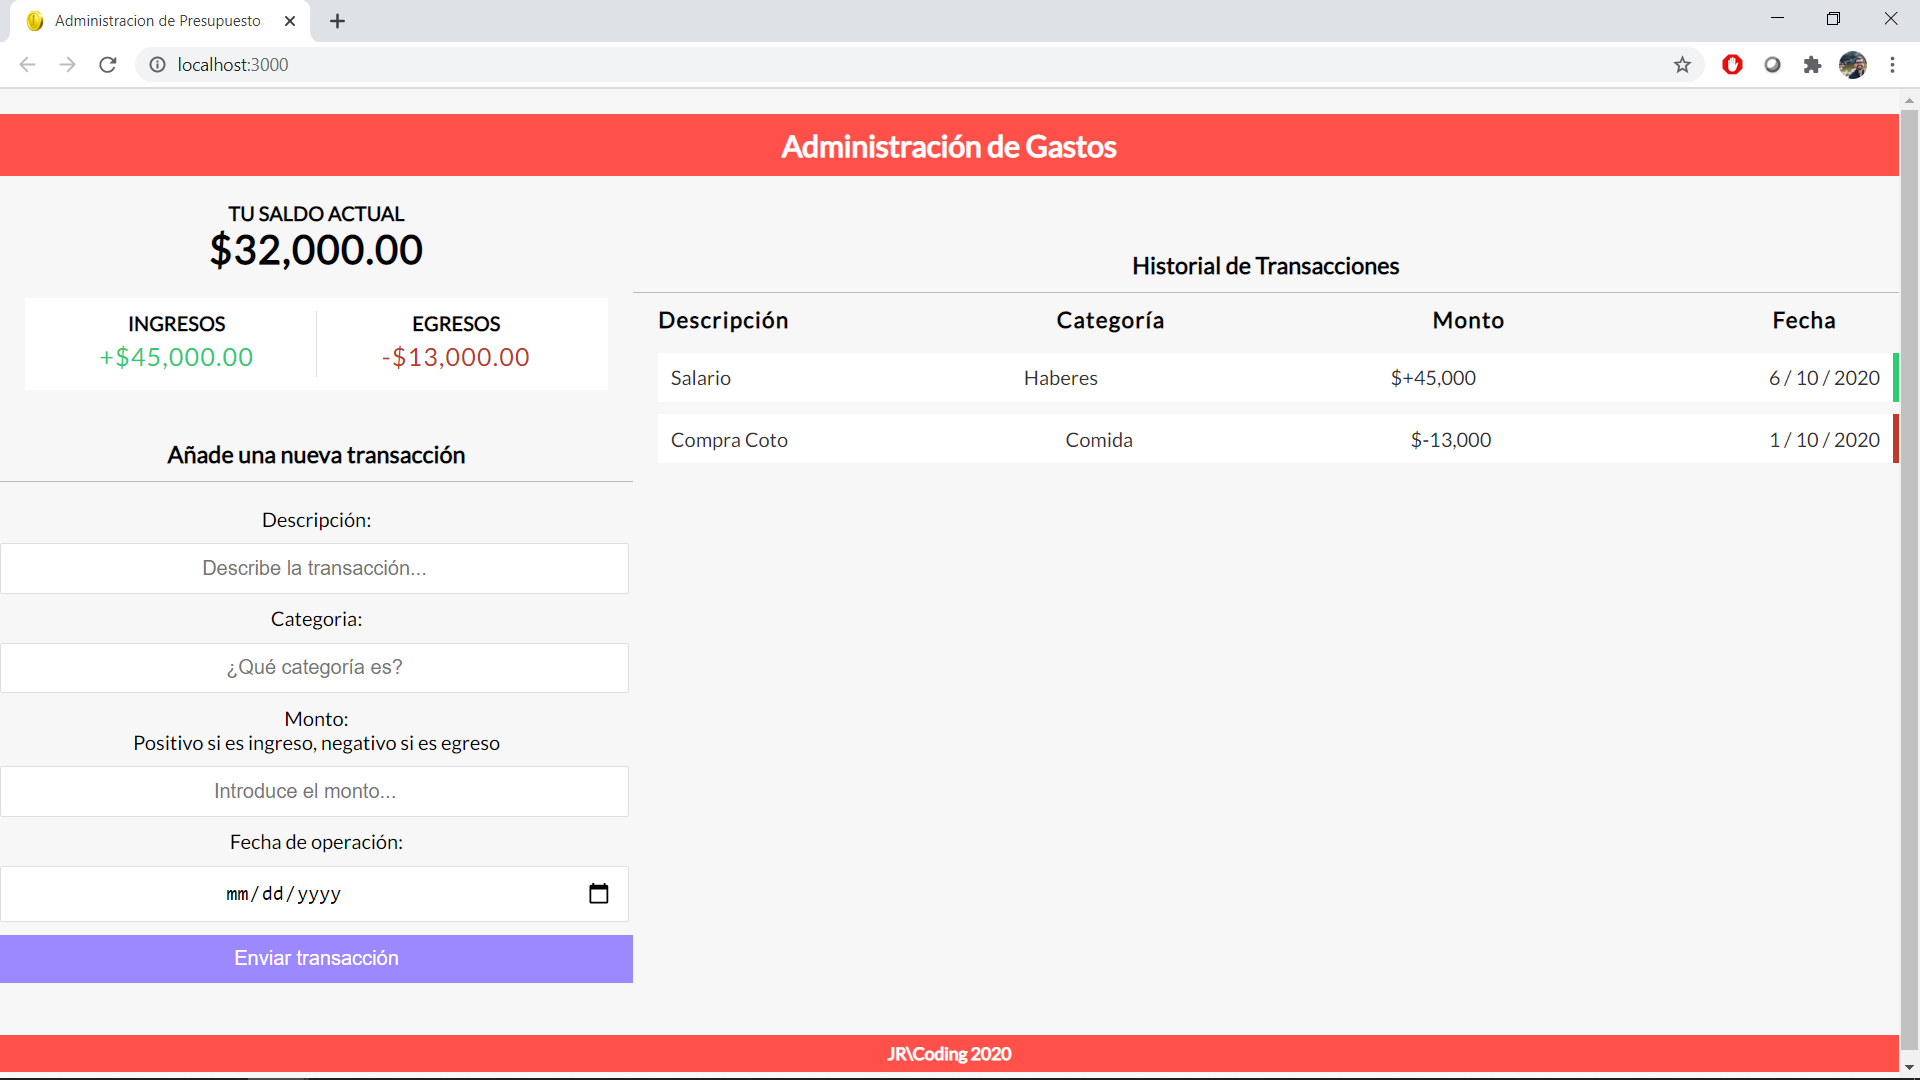 Administracion de Presupuesto
localhost:3000
Administración de Gastos
TU SALDO ACTUAL
$32,000.00
INGRESOS
+$45,000.00
EGRESOS
-$13,000.00
Añade una nueva transacción
Descripción:
Describe la transacción...
Categoria:
¿Qué categoría es?
Monto:
Positivo si es ingreso, negativo si es egreso
Introduce el monto...
Fecha de operación:
mm/dd/yyyy
Enviar transacción
Historial de Transacciones
Descripción Categoría Monto Fecha
Salario Haberes $+45,000 6 / 10 / 2020
Compra Coto Comida $-13,000 1 / 10 / 2020
JR\Coding 2020